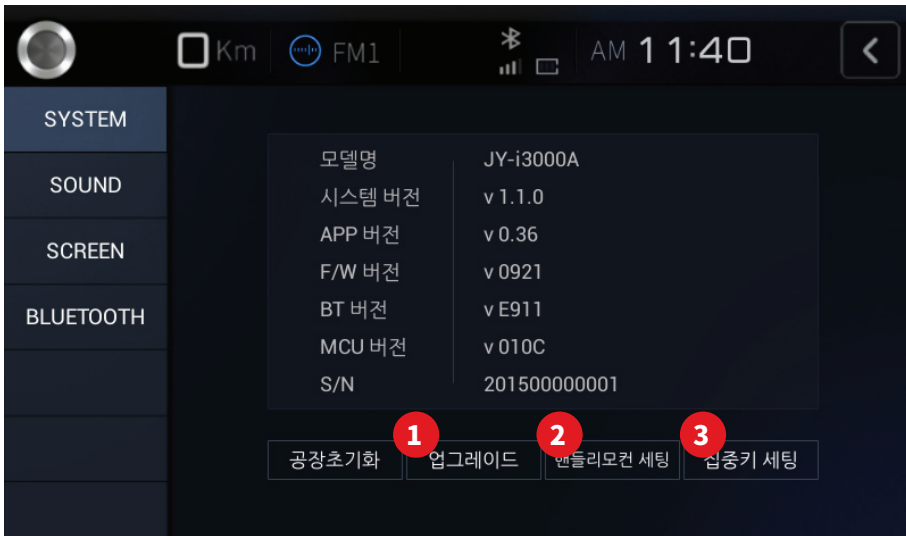 0 Km FM1 AM 11:40
SYSTEM
SOUND
SCREEN
BLUETOOTH
모델명 JY-i3000A
시스템 버전 v 1.1.0
APP 버전 v 0.36
F/W 버전 v 0921
BT 버전 v E911
MCU 버전 v 010C
S/N 201500000001
1 2 3
공장초기화 업그레이드 핸들리모컨 세팅 집중키 세팅